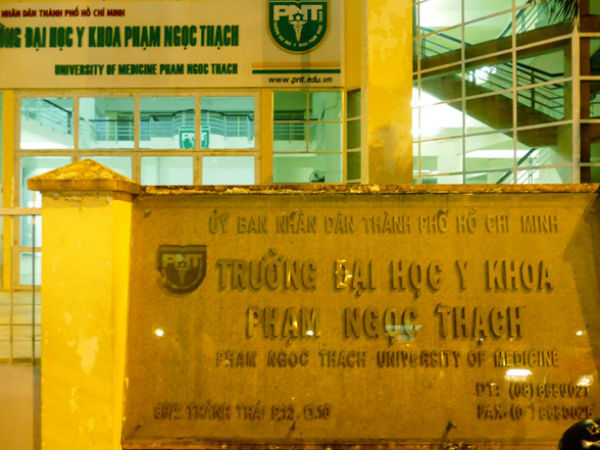 NHÂN DÂN THÀNH PHỐ HỒ CHÍ MINH
PNT
ĐẠI HỌC Y KHOA PHẠM NGỌC THẠCH
UNIVERSITY OF MEDICINE PHAM NGOC THACH
www.pnt.edu.vn
PNT
ỦY BAN NHÂN DÂN THÀNH PHỐ HỒ CHÍ MINH
PNT
TRƯỜNG ĐẠI HỌC Y KHOA
PHẠM NGỌC THẠCH
PHAM NGOC THACH UNIVERSITY OF MEDICINE
ĐT: (08)
THÀNH THÁI P.12. Q.10
FAX: